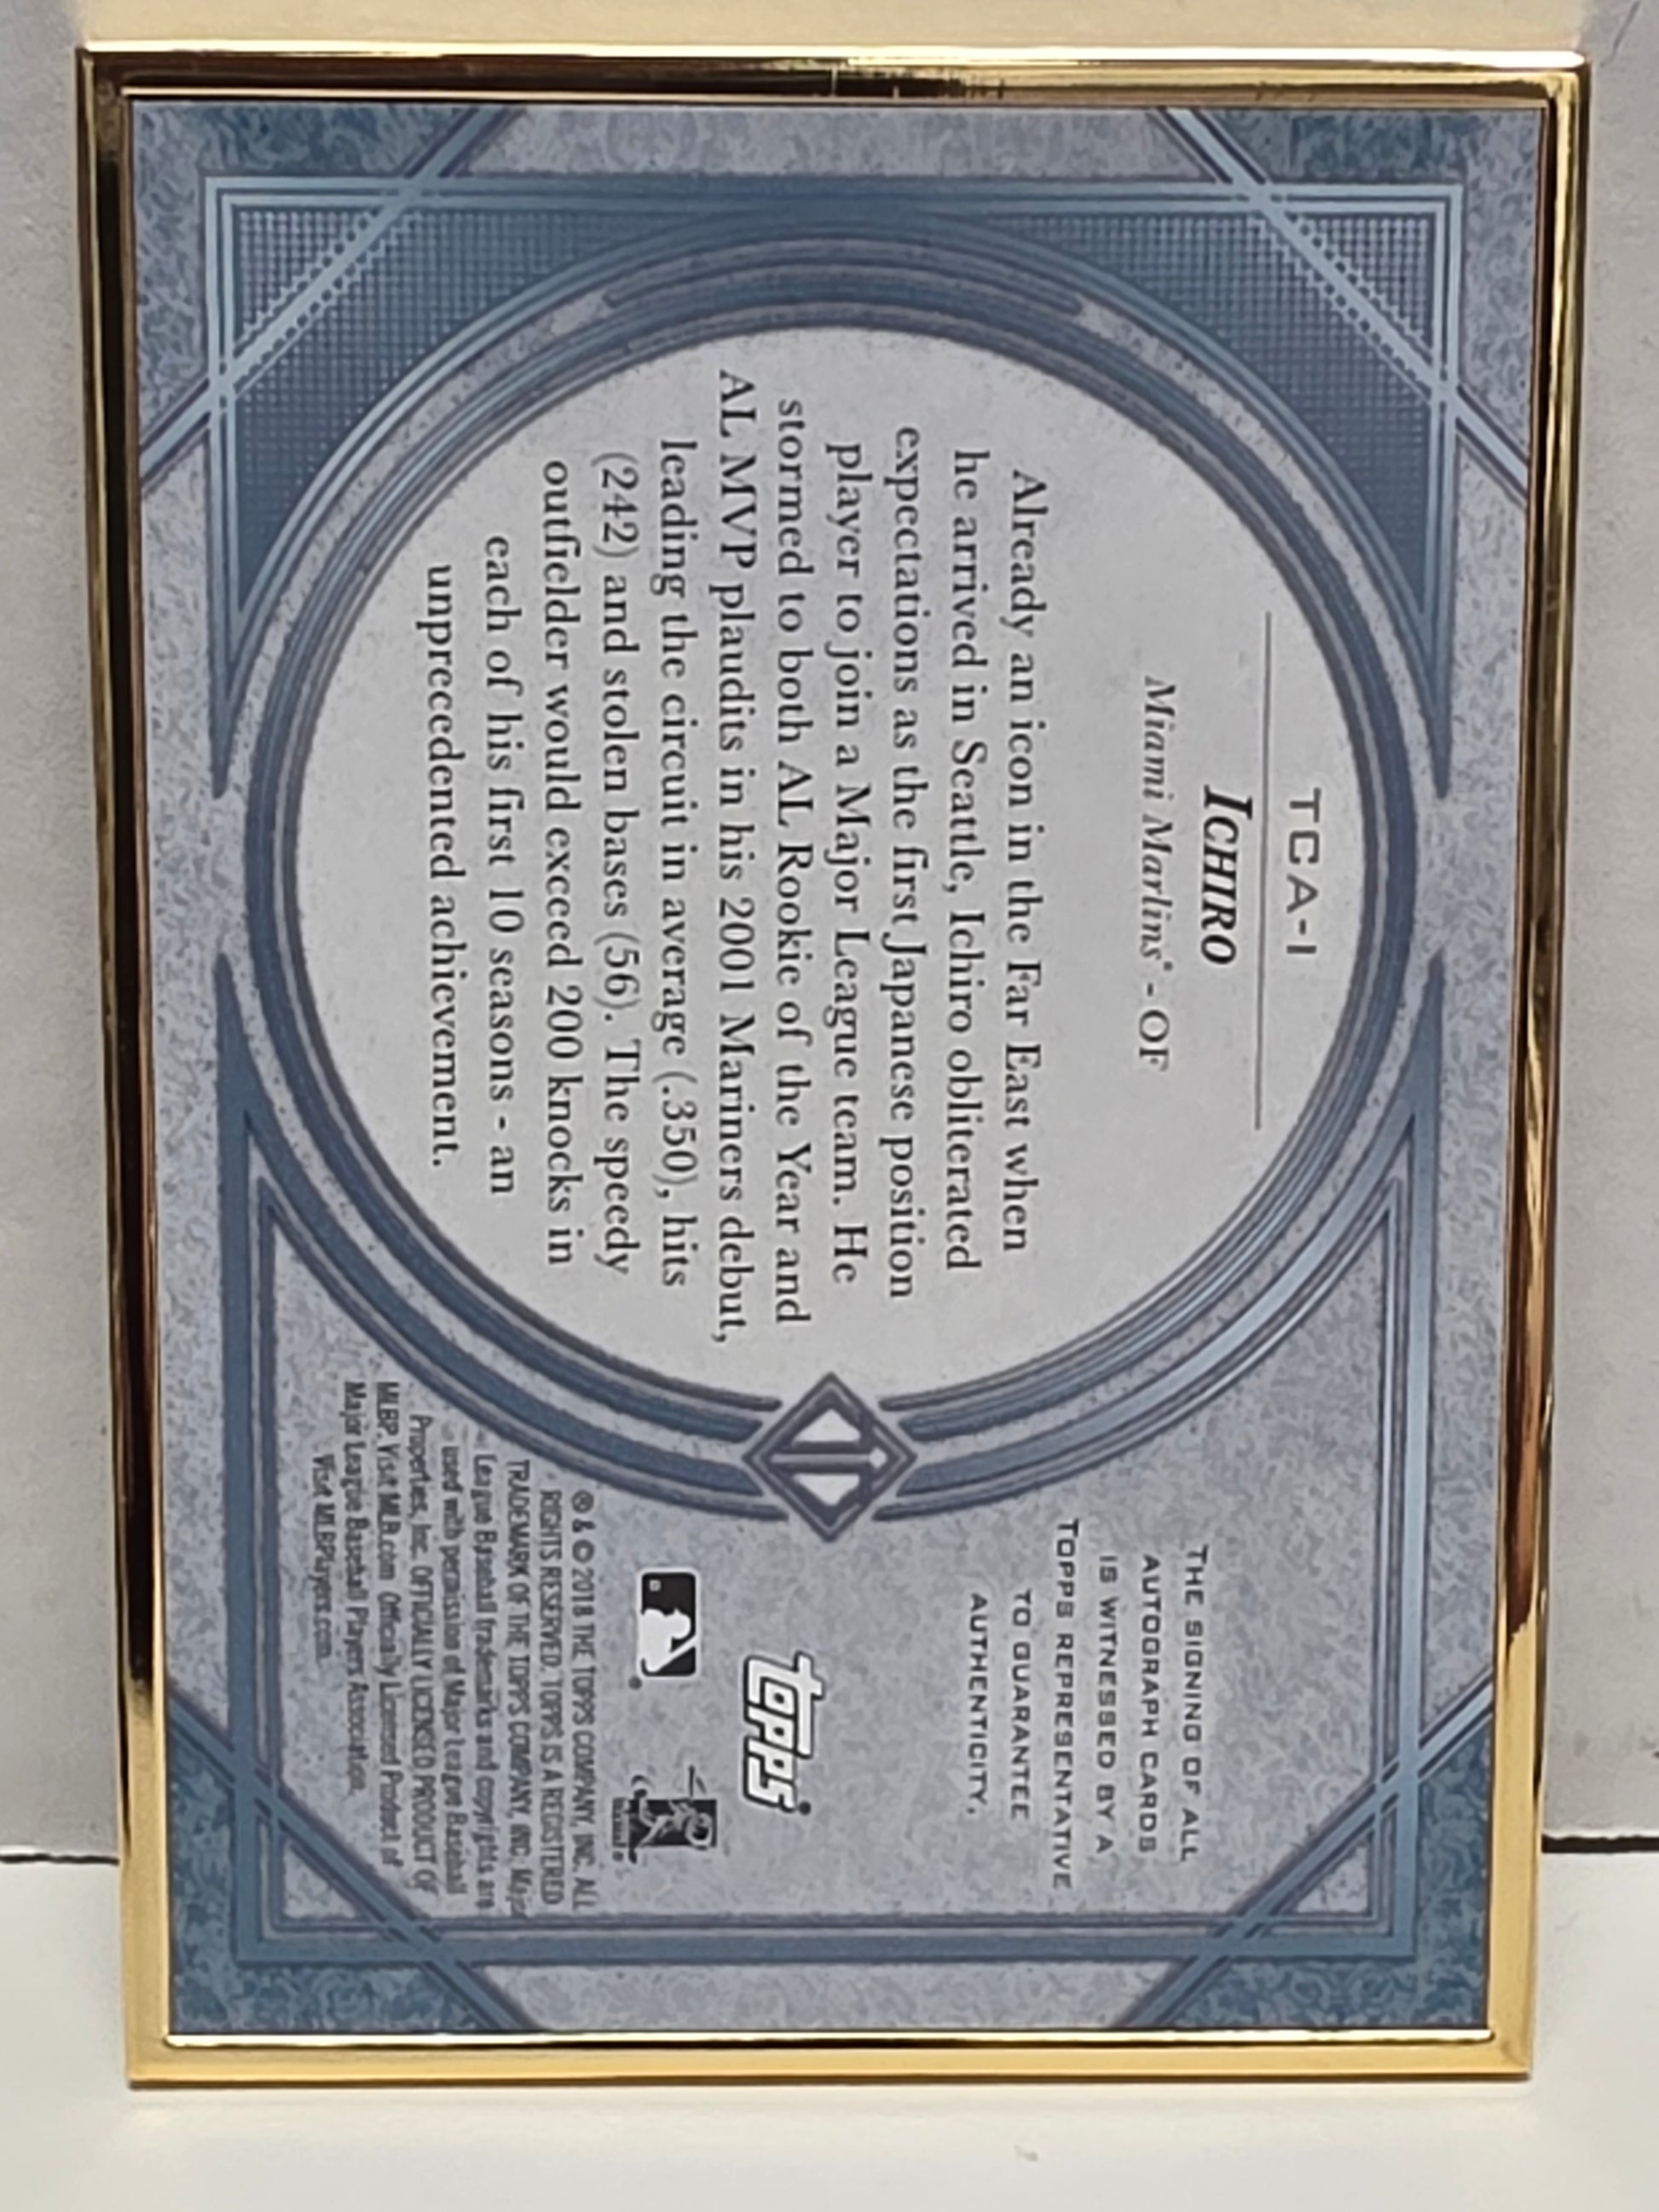 TCA-I
ICHIRO
Miami Marlins® - OF
Already an icon in the Far East when
he arrived in Seattle, Ichiro obliterated
expectations as the first Japanese position
player to join a Major League team. He
stormed to both AL Rookie of the Year and
AL MVP plaudits in his 2001 Mariners debut,
leading the circuit in average (.350), hits
(242) and stolen bases (56). The speedy
outfielder would exceed 200 knocks in
each of his first 10 seasons - an
unprecedented achievement.
THE SIGNING OF ALL
AUTOGRAPH CARDS
IS WITNESSED BY A
TOPPS REPRESENTATIVE
TO GUARANTEE
AUTHENTICITY.
topps®
® & © 2018 THE TOPPS COMPANY, INC. ALL
RIGHTS RESERVED. TOPPS IS A REGISTERED
TRADEMARK OF THE TOPPS COMPANY, INC. Major
League Baseball trademarks and copyrights are
used with permission of Major League Baseball
Properties, Inc. OFFICIALLY LICENSED PRODUCT OF
MLBP Visit MLB.com Officially Licensed Product of
Major League Baseball Players Association.
Visit MLBPlayers.com.